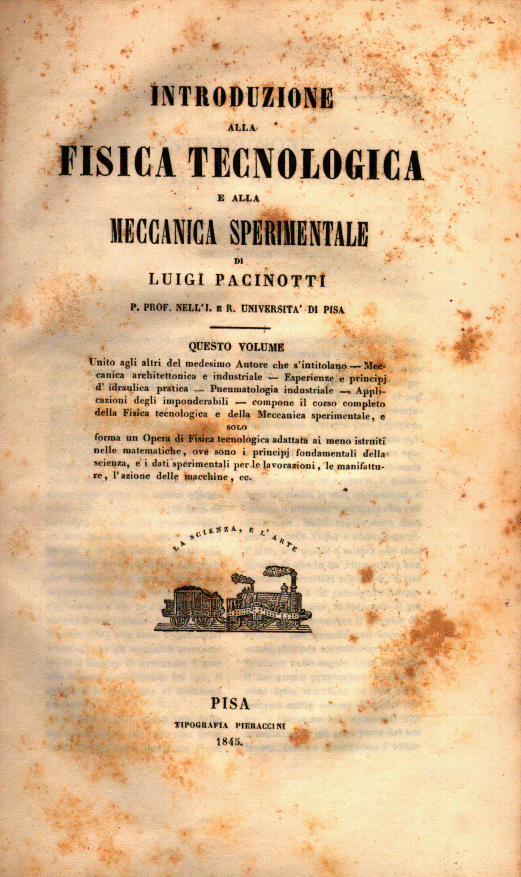 INTRODUZIONE
ALLA
FISICA TECNOLOGICA
E ALLA
MECCANICA SPERIMENTALE
DI
LUIGI PACINOTTI
P. PROF. NELL'I. E R. UNIVERSITA' DI PISA
QUESTO VOLUME
Unito agli altri del medesimo Autore che s'intitolano — Mec-
canica architettonica e industriale — Esperienze e principj
d' idraulica pratica — Pneumatologia industriale — Appli-
cazioni degli imponderabili — compone il corso completo
della Fisica tecnologica e della Meccanica sperimentale, e
SOLO
forma un Opera di Fisica tecnologica adattata ai meno istruiti
nelle matematiche, ove sono i principj fondamentali della
scienza, e i dati sperimentali per le lavorazioni, le manifattu-
re, l'azione delle macchine, ec.
LA SCIENZA, E L'ARTE
PISA
TIPOGRAFIA PIERACCINI
1845.